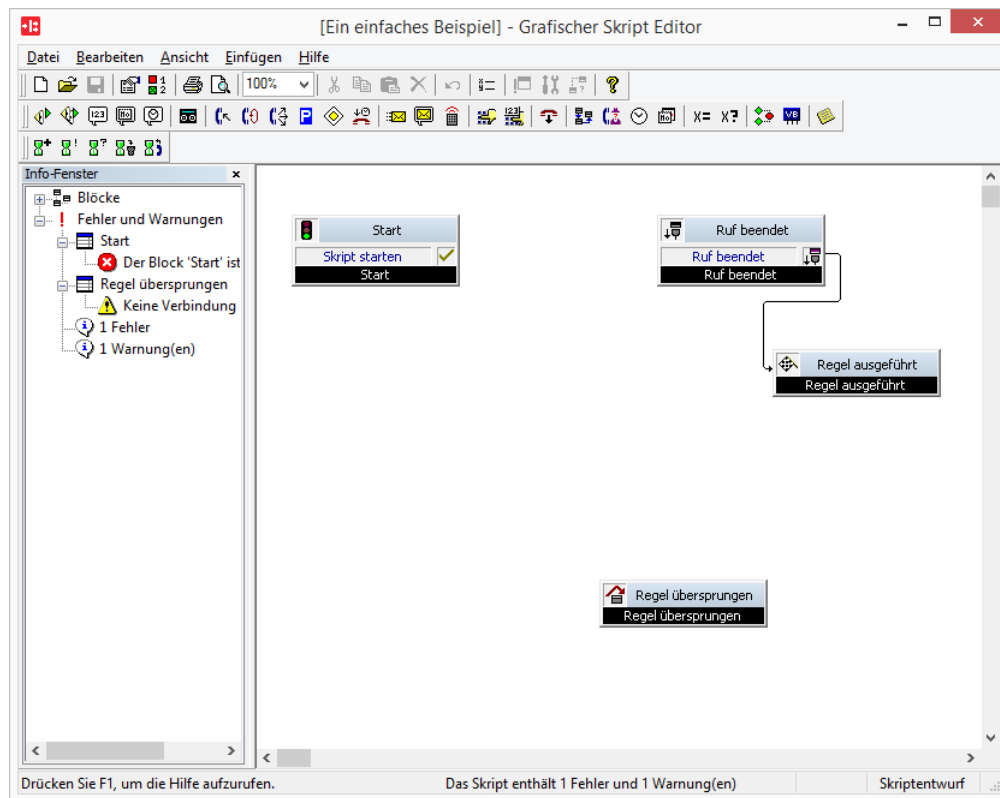 [Ein einfaches Beispiel] - Grafischer Skript Editor
Datei Bearbeiten Ansicht Einfügen Hilfe
100%
Info-Fenster
Blöcke
Fehler und Warnungen
Start
Der Block 'Start' ist
Regel übersprungen
Keine Verbindung
1 Fehler
1 Warnung(en)
Start
Skript starten
Start
Ruf beendet
Ruf beendet
Ruf beendet
Regel ausgeführt
Regel ausgeführt
Regel übersprungen
Regel übersprungen
Drücken Sie F1, um die Hilfe aufzurufen. Das Skript enthält 1 Fehler und 1 Warnung(en) Skriptentwurf